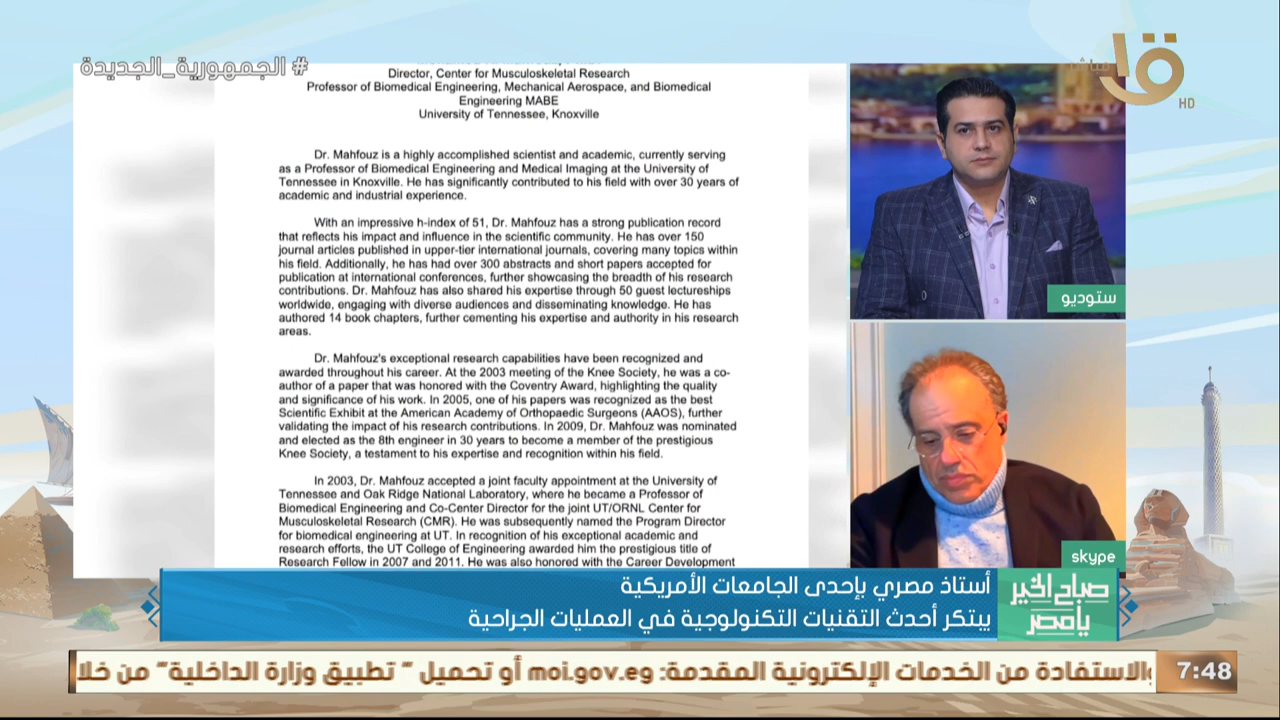 # الجمهورية_الجديدة
HD
Director, Center for Musculoskeletal Research
Professor of Biomedical Engineering, Mechanical Aerospace, and Biomedical
Engineering MABE
University of Tennessee, Knoxville
Dr. Mahfouz is a highly accomplished scientist and academic, currently serving
as a Professor of Biomedical Engineering and Medical Imaging at the University of
Tennessee in Knoxville. He has significantly contributed to his field with over 30 years of
academic and industrial experience.
With an impressive h-index of 51, Dr. Mahfouz has a strong publication record
that reflects his impact and influence in the scientific community. He has over 150
journal articles published in upper-tier international journals, covering many topics within
his field. Additionally, he has had over 300 abstracts and short papers accepted for
publication at international conferences, further showcasing the breadth of his research
contributions. Dr. Mahfouz has also shared his expertise through 50 guest lectureships
worldwide, engaging with diverse audiences and disseminating knowledge. He has
authored 14 book chapters, further cementing his expertise and authority in his research
areas.
Dr. Mahfouz's exceptional research capabilities have been recognized and
awarded throughout his career. At the 2003 meeting of the Knee Society, he was a co-
author of a paper that was honored with the Coventry Award, highlighting the quality
and significance of his work. In 2005, one of his papers was recognized as the best
Scientific Exhibit at the American Academy of Orthopaedic Surgeons (AAOS), further
validating the impact of his research contributions. In 2009, Dr. Mahfouz was nominated
and elected as the 8th engineer in 30 years to become a member of the prestigious
Knee Society, a testament to his expertise and recognition within his field.
In 2003, Dr. Mahfouz accepted a joint faculty appointment at the University of
Tennessee and Oak Ridge National Laboratory, where he became a Professor of
Biomedical Engineering and Co-Center Director for the joint UT/ORNL Center for
Musculoskeletal Research (CMR). He was subsequently named the Program Director
for biomedical engineering at UT. In recognition of his exceptional academic and
research efforts, the UT College of Engineering awarded him the prestigious title of
Research Fellow in 2007 and 2011. He was also honored with the Career Development
ستوديو
skype
صباح الخير
يا مصر
أستاذ مصري بإحدى الجامعات الأمريكية
يبتكر أحدث التقنيات التكنولوجية في العمليات الجراحية
والاستفادة من الخدمات الإلكترونية المقدمة: moi.gov.eg أو تحميل " تطبيق وزارة الداخلية" من خلا
7:48